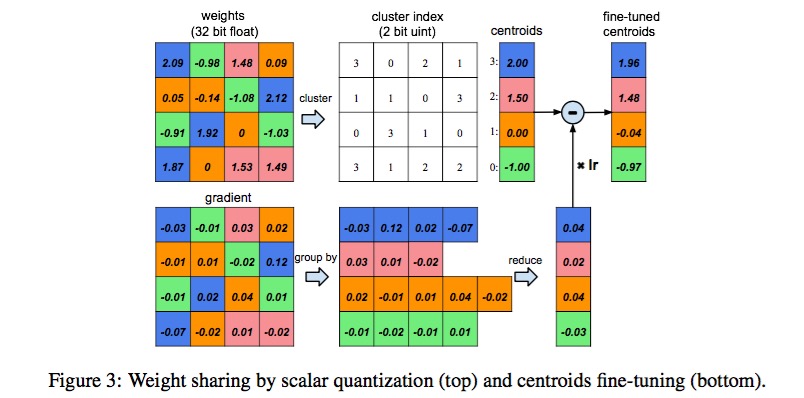 weights
(32 bit float)
cluster index
(2 bit uint)
centroids
fine-tuned
centroids
2.09 -0.98 1.48 0.09
3 0 2 1
3: 2.00
1.96
0.05 -0.14 -1.08 2.12
cluster
1 1 0 3
2: 1.50
1.48
-0.91 1.92 0 -1.03
0 3 1 0
1: 0.00
-0.04
1.87 0 1.53 1.49
3 1 2 2
0: -1.00
-0.97
-
× lr
gradient
-0.03 -0.01 0.03 0.02
-0.03 0.12 0.02 -0.07
0.04
-0.01 0.01 -0.02 0.12
group by
0.03 0.01 -0.02
reduce
0.02
-0.01 0.02 0.04 0.01
0.02 -0.01 0.01 0.04 -0.02
0.04
-0.07 -0.02 0.01 -0.02
-0.01 -0.02 -0.01 0.01
-0.03
Figure 3: Weight sharing by scalar quantization (top) and centroids fine-tuning (bottom).